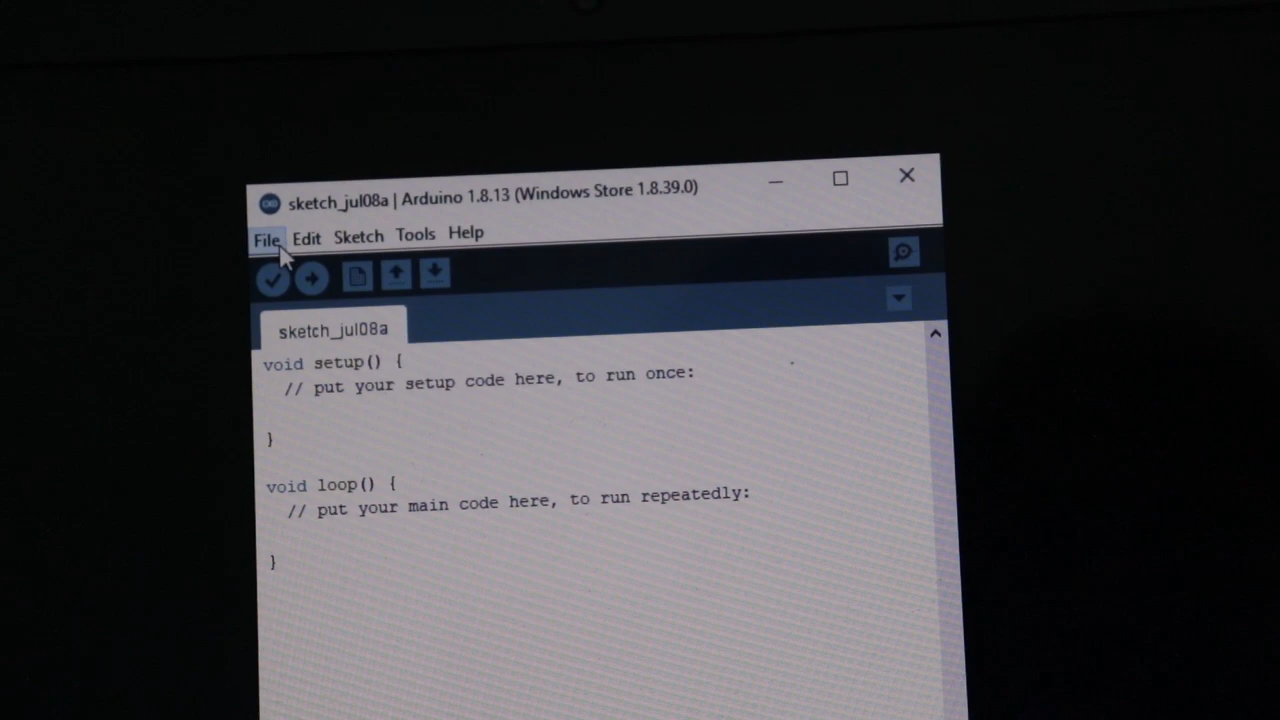 sketch_jul08a | Arduino 1.8.13 (Windows Store 1.8.39.0)
File Edit Sketch Tools Help
sketch_jul08a
void setup() {
// put your setup code here, to run once:
}
void loop() {
// put your main code here, to run repeatedly:
}